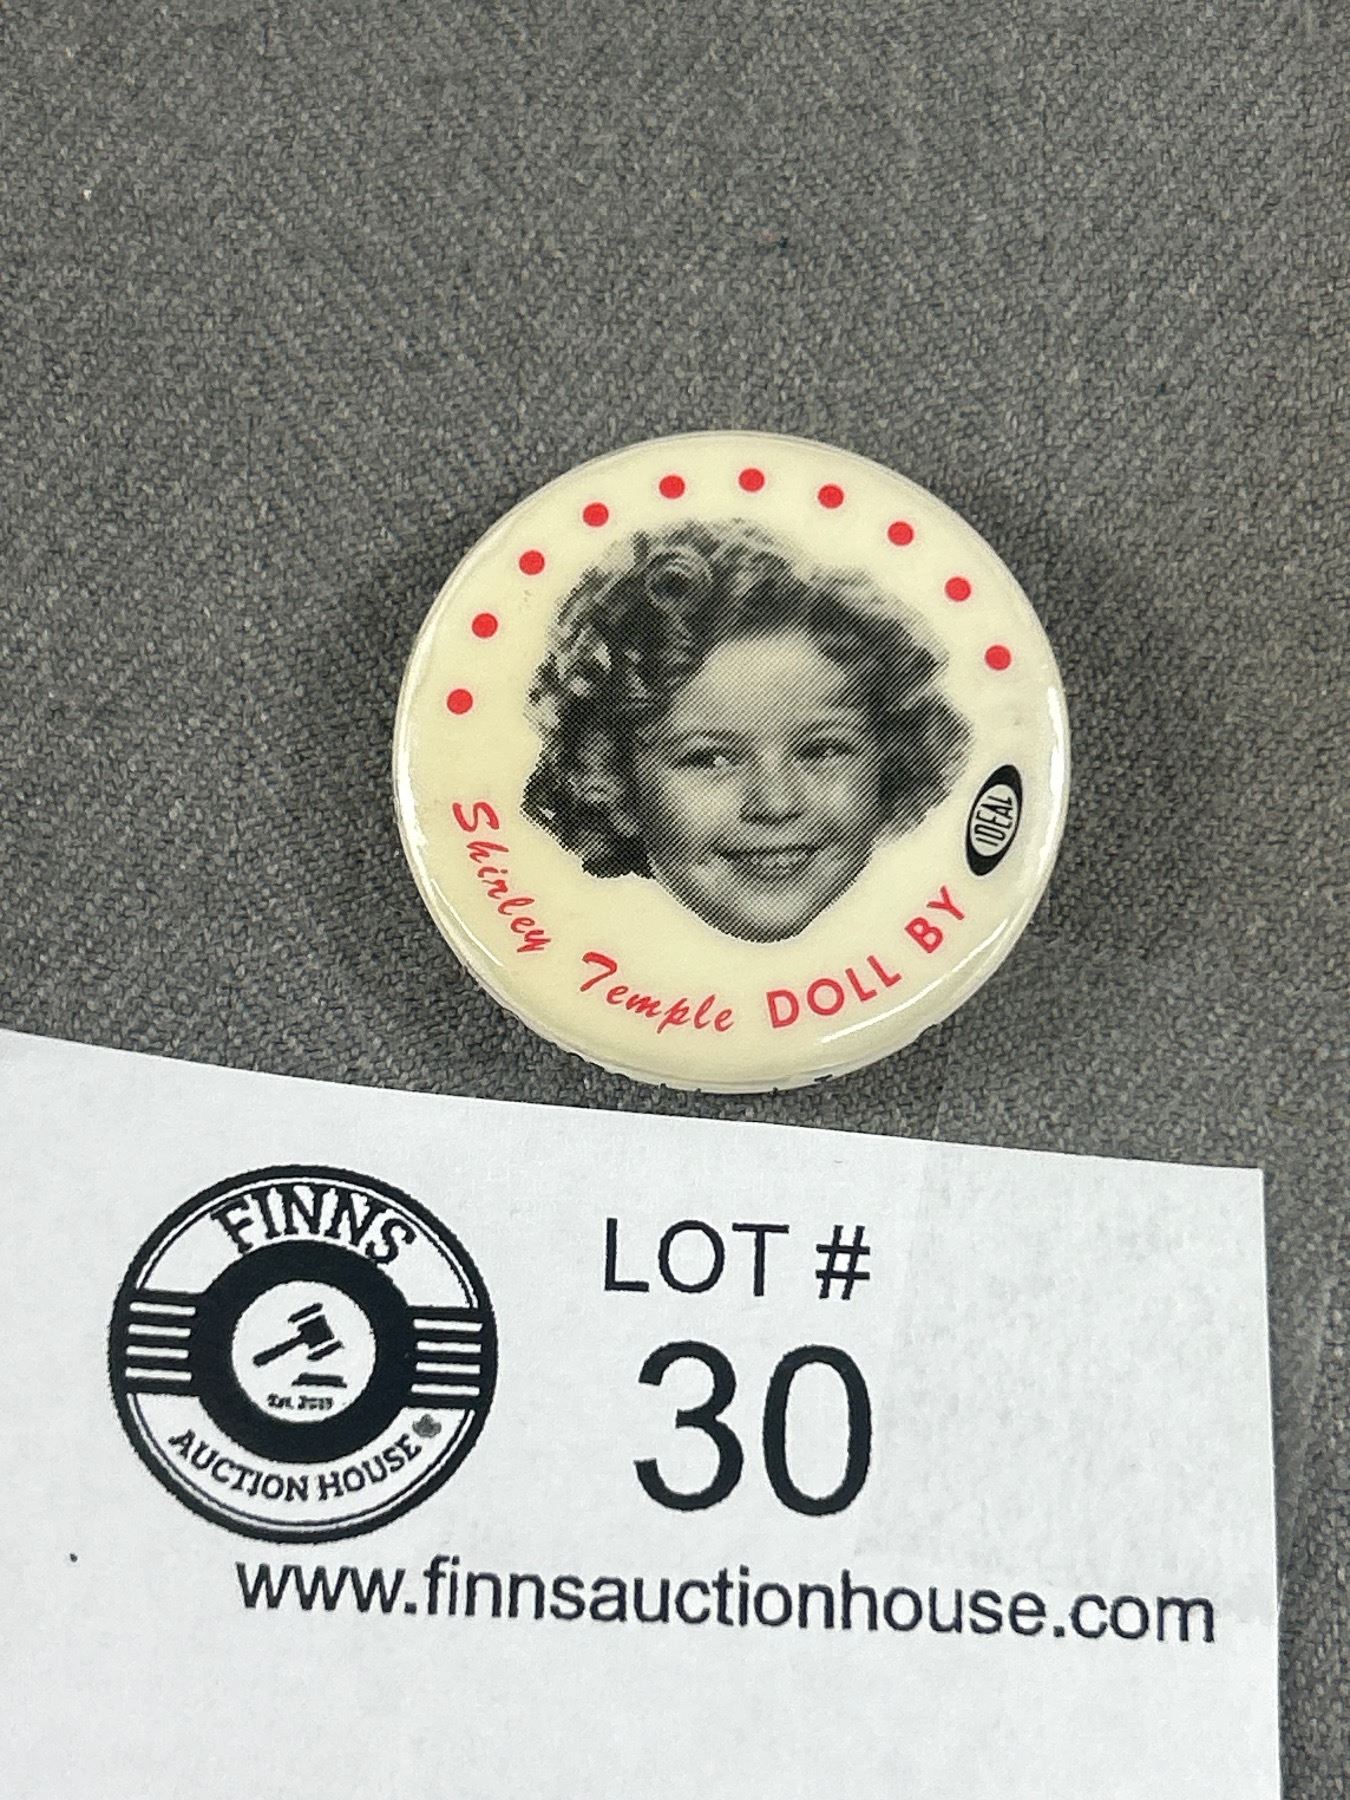 Shirley Temple DOLL BY IDEAL
FINNS
Est. 2019
AUCTION HOUSE
LOT #
30
www.finnsauctionhouse.com